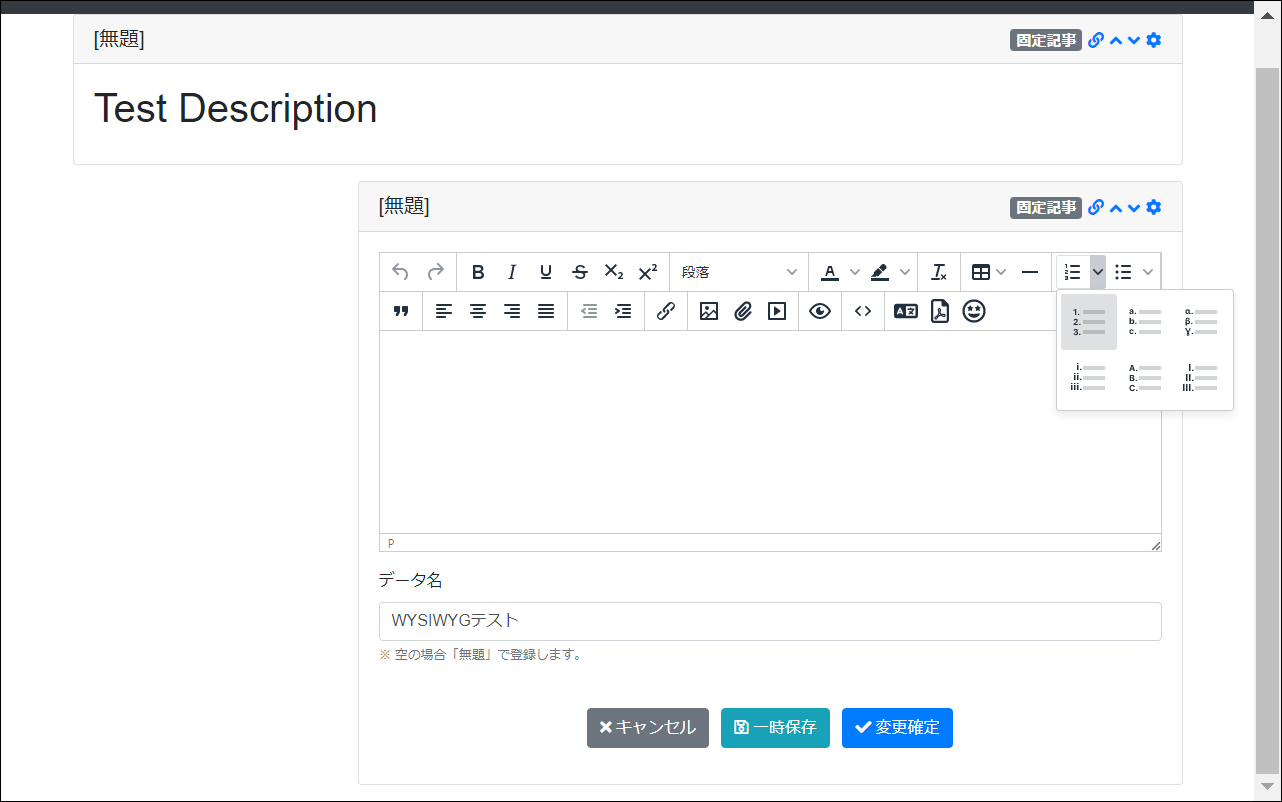 [無題]
固定記事
Test Description
[無題]
固定記事
B I U S X₂ X²
段落
A
P
データ名
WYSIWYGテスト
※ 空の場合「無題」で登録します。
キャンセル
一時保存
変更確定
1. a. α.
2. b. β.
3. c. γ.
i. A. I.
ii. B. II.
iii. C. III.